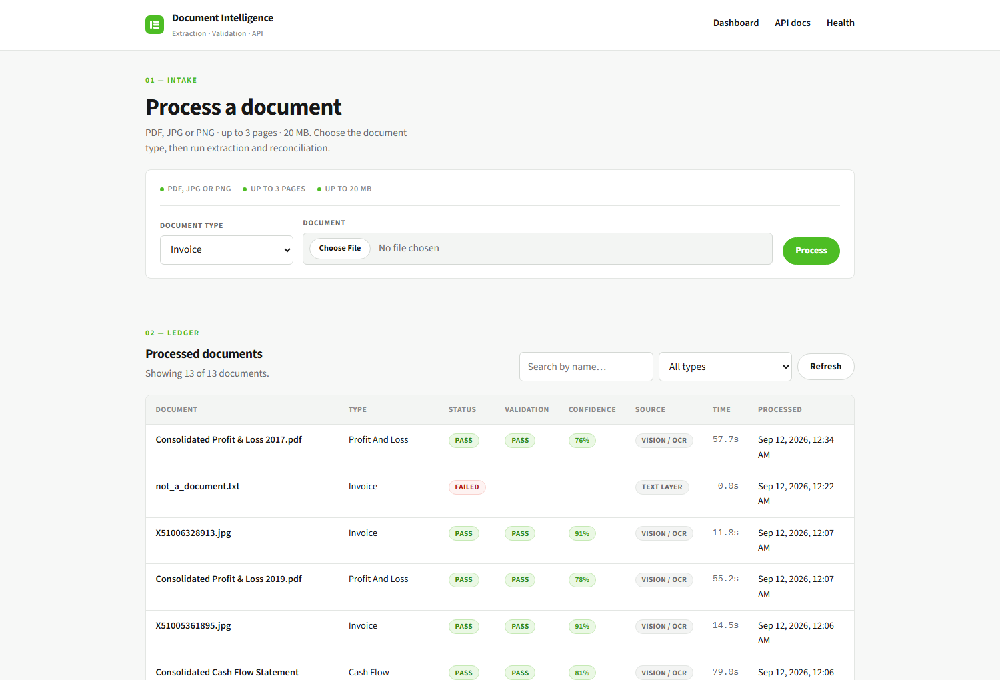 Document Intelligence
Extraction · Validation · API
Dashboard API docs Health
01 — INTAKE
Process a document
PDF, JPG or PNG · up to 3 pages · 20 MB. Choose the document
type, then run extraction and reconciliation.
PDF, JPG OR PNG UP TO 3 PAGES UP TO 20 MB
DOCUMENT TYPE
DOCUMENT
Invoice
Choose File No file chosen
Process
02 — LEDGER
Processed documents
Showing 13 of 13 documents.
Search by name…
All types
Refresh
DOCUMENT TYPE STATUS VALIDATION CONFIDENCE SOURCE TIME PROCESSED
Consolidated Profit & Loss 2017.pdf Profit And Loss PASS PASS 76% VISION / OCR 57.7s Sep 12, 2026, 12:34
AM
not_a_document.txt Invoice FAILED — — TEXT LAYER 0.0s Sep 12, 2026, 12:22
AM
X51006328913.jpg Invoice PASS PASS 91% VISION / OCR 11.8s Sep 12, 2026, 12:07
AM
Consolidated Profit & Loss 2019.pdf Profit And Loss PASS PASS 78% VISION / OCR 55.2s Sep 12, 2026, 12:07
AM
X51005361895.jpg Invoice PASS PASS 91% VISION / OCR 14.5s Sep 12, 2026, 12:06
AM
Consolidated Cash Flow Statement Cash Flow PASS PASS 81% VISION / OCR 79.0s Sep 12, 2026, 12:06